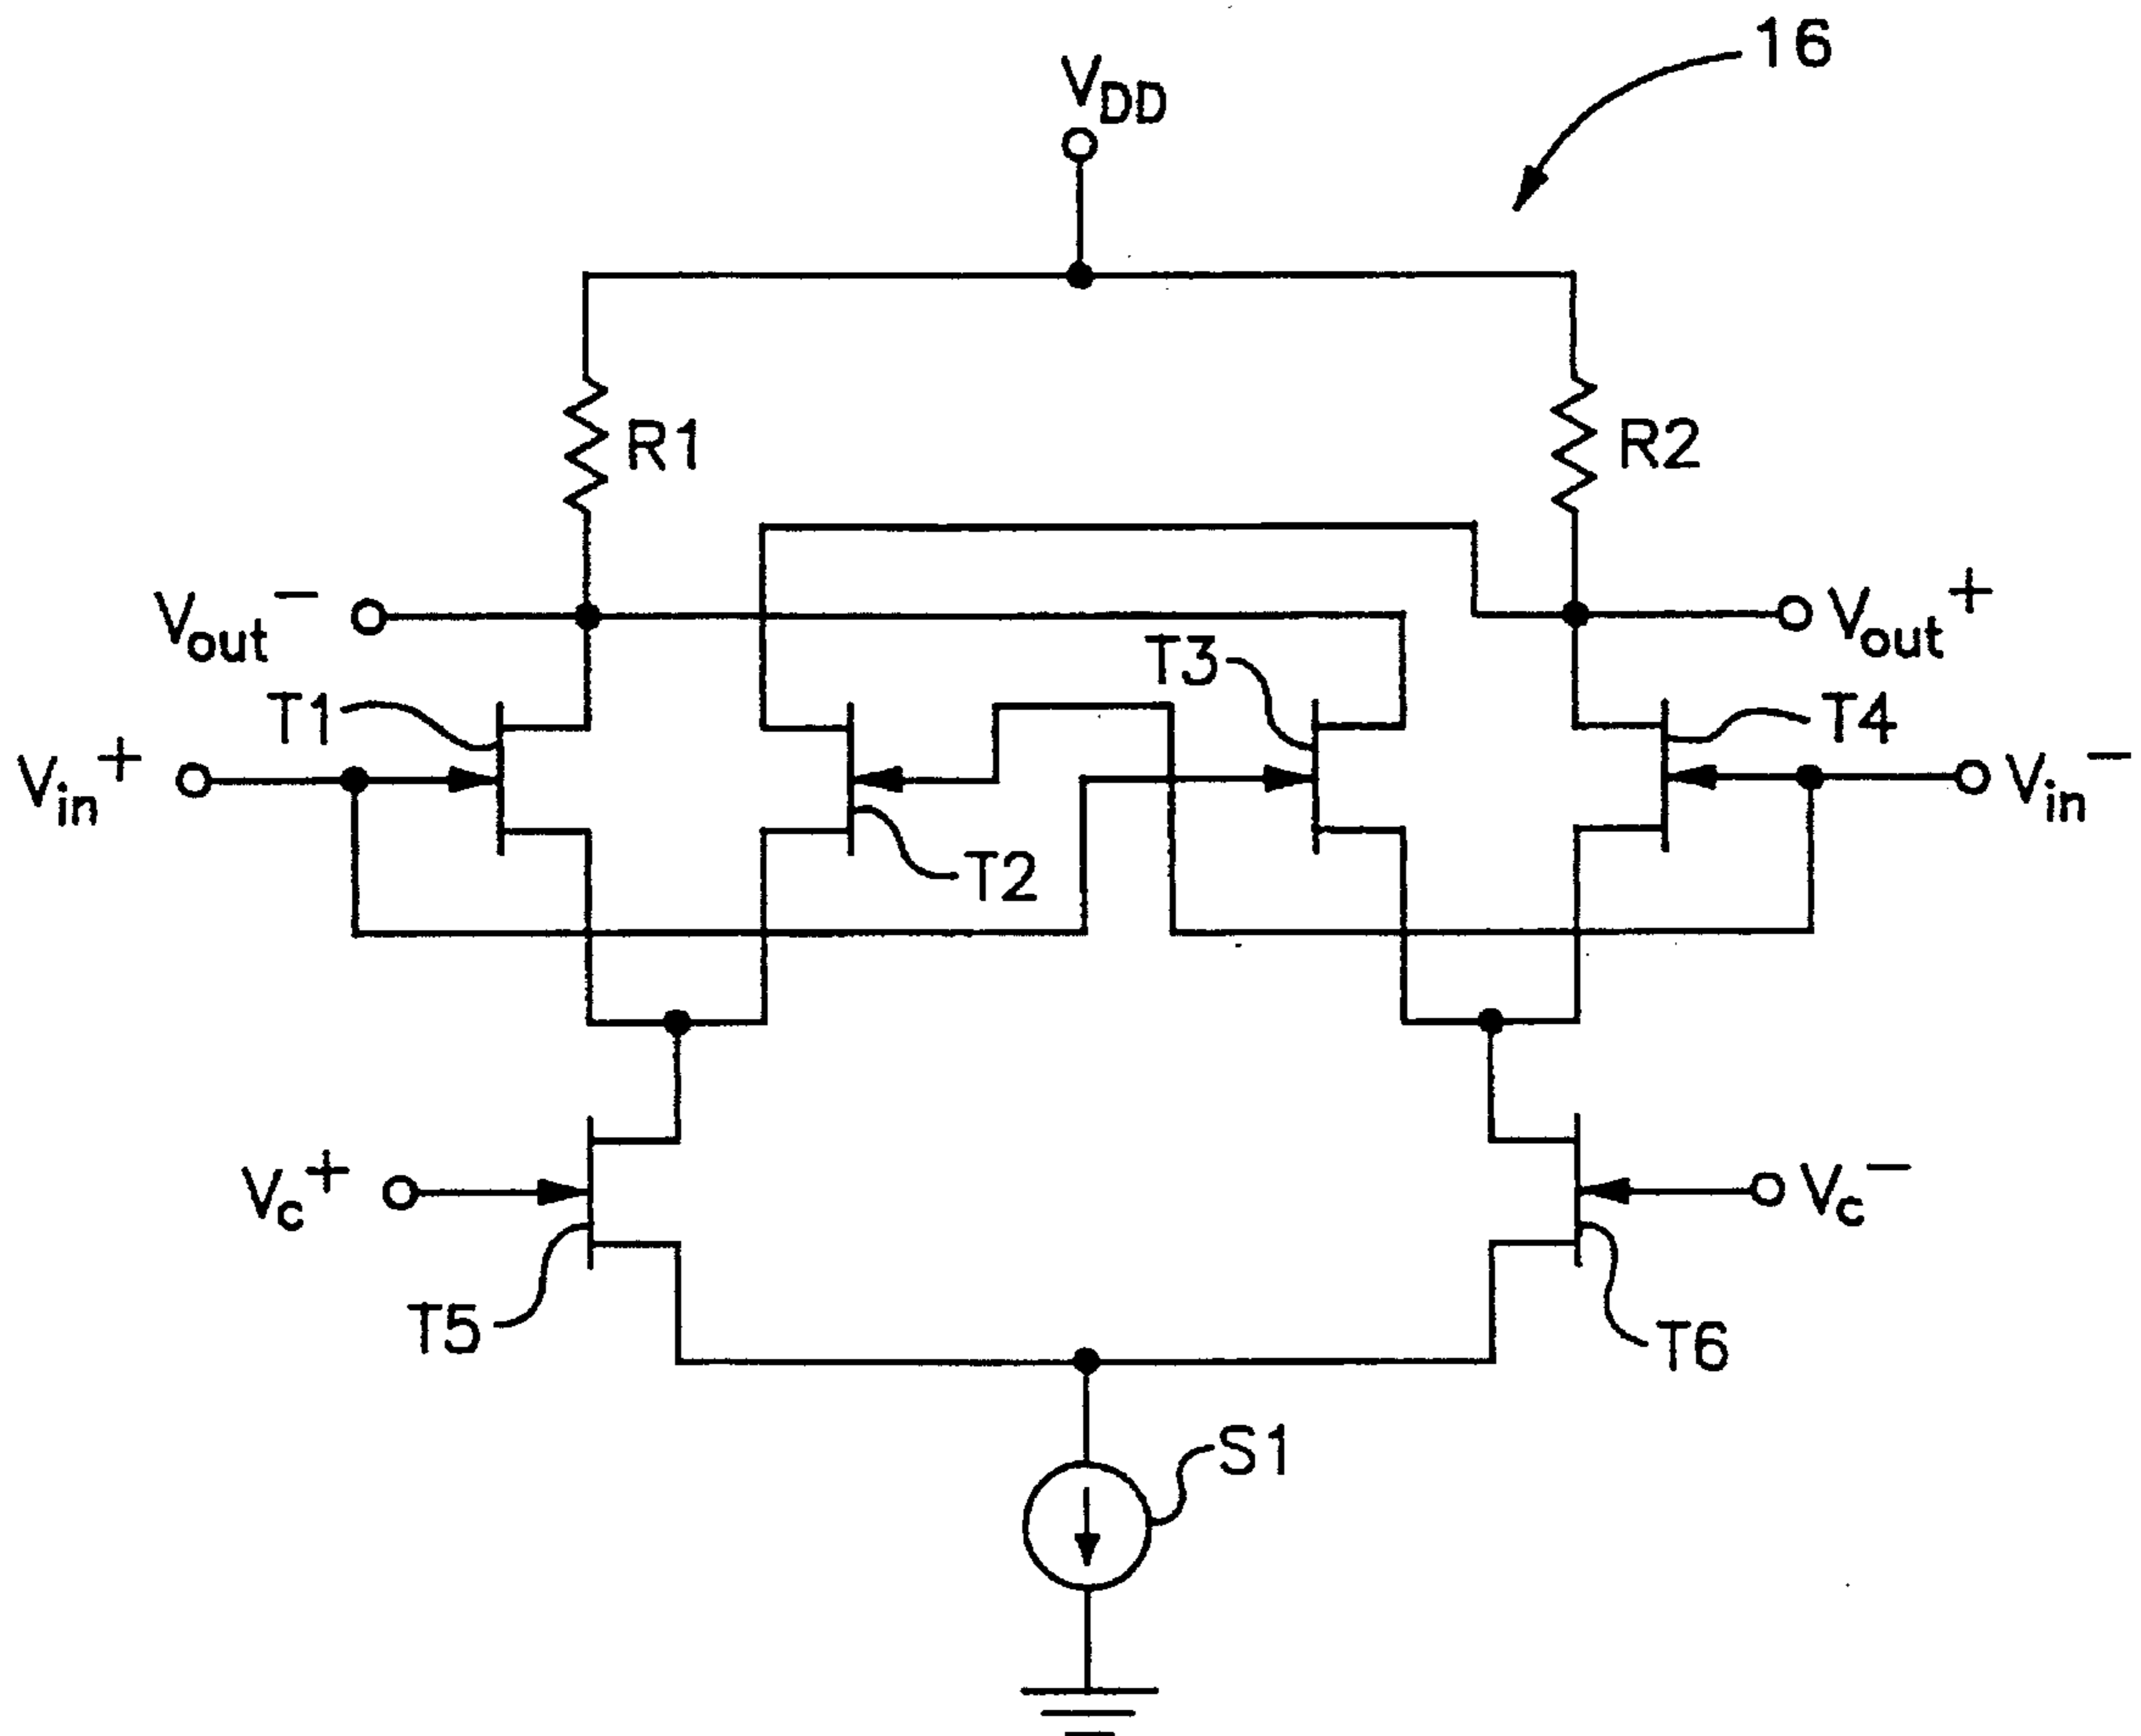 16
VDD
R1
R2
Vout−
Vout+
T3
T1
T4
Vin+
Vin−
T2
Vc+
Vc−
T5
T6
S1